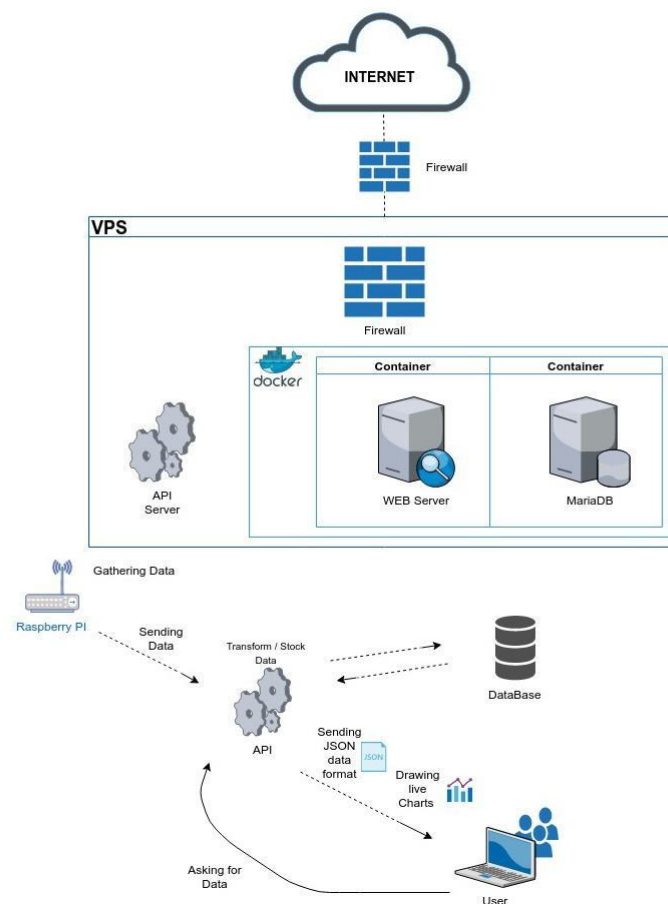 INTERNET
Firewall
VPS
Firewall
docker
Container
Container
WEB Server
MariaDB
API
Server
Gathering Data
Raspberry PI
Sending
Data
Transform / Stock
Data
API
DataBase
Sending
JSON
data
format
JSON
Drawing
live
Charts
Asking for
Data
User